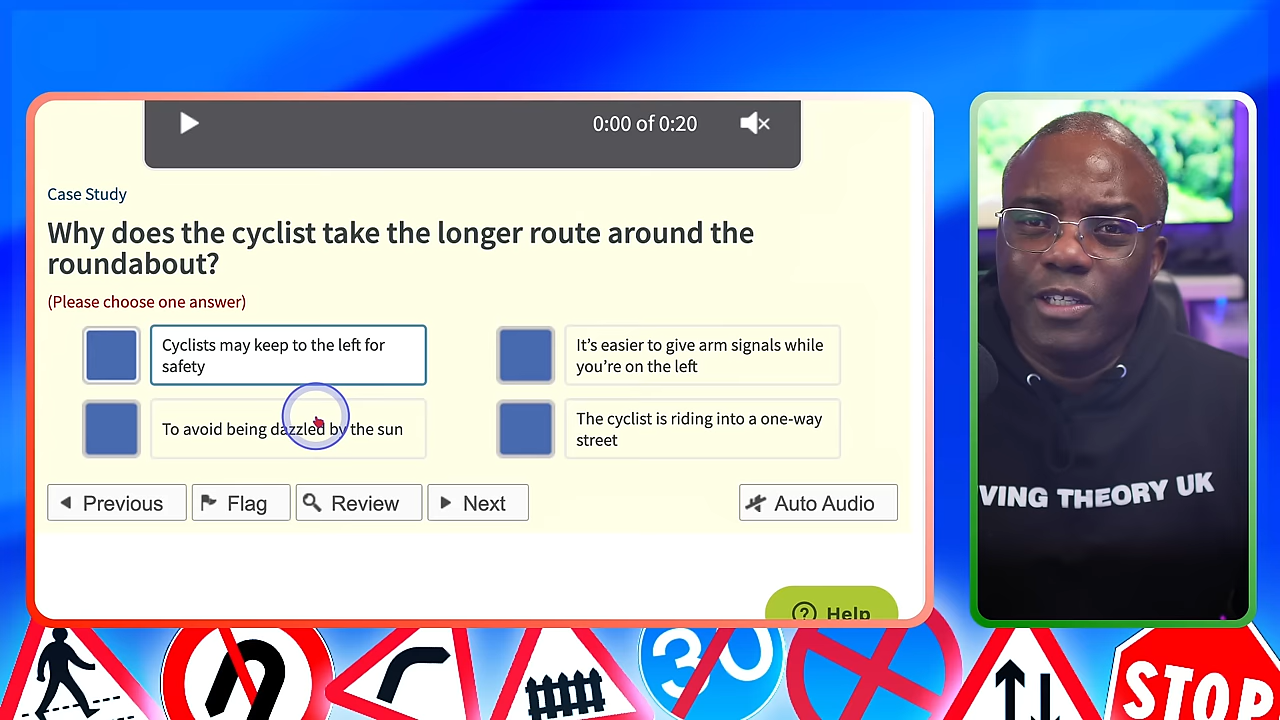 0:00 of 0:20
Case Study
Why does the cyclist take the longer route around the
roundabout?
(Please choose one answer)
Cyclists may keep to the left for
safety
It's easier to give arm signals while
you're on the left
To avoid being dazzled by the sun
The cyclist is riding into a one-way
street
Previous
Flag
Review
Next
Auto Audio
? Help
VING THEORY UK
30
STOP